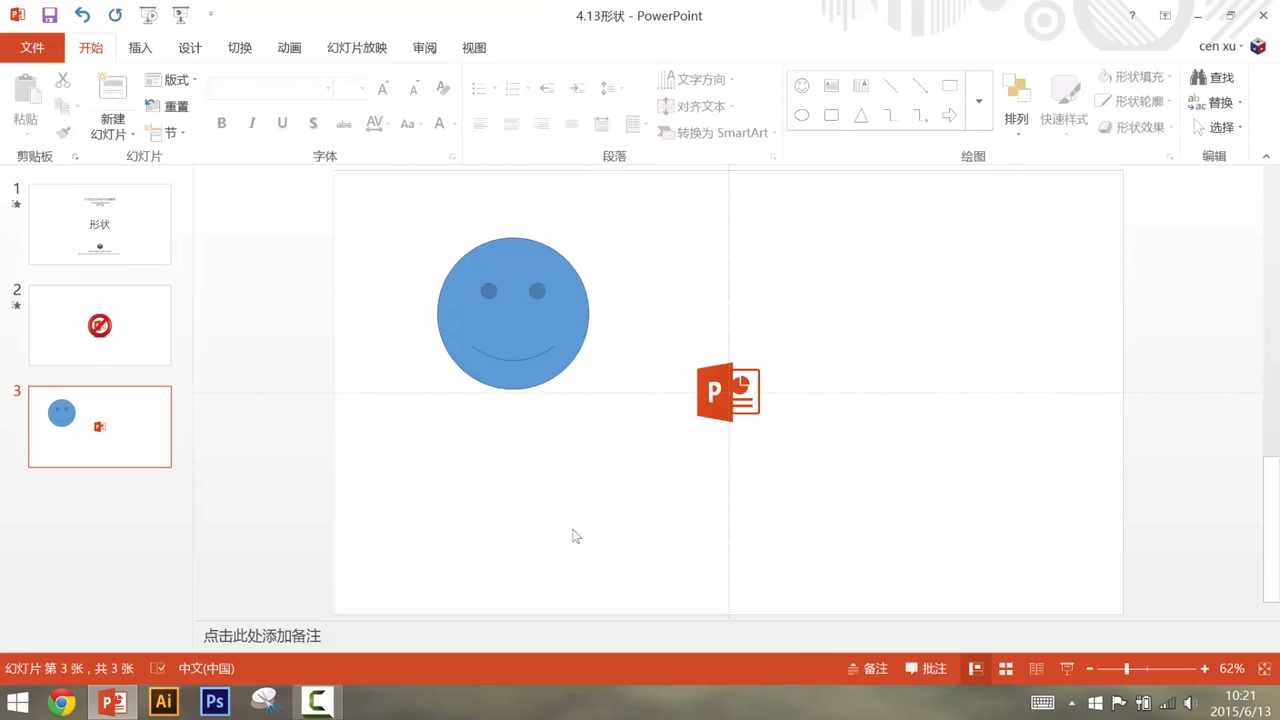 4.13形状 - PowerPoint
?
文件 开始 插入 设计 切换 动画 幻灯片放映 审阅 视图
cen xu
粘贴
剪贴板
新建
幻灯片
版式
重置
节
幻灯片
B I U S abc AV Aa A
A A
字体
文字方向
对齐文本
转换为 SmartArt
段落
排列
快速样式
形状填充
形状轮廓
形状效果
绘图
查找
替换
选择
编辑
1
形状
2
3
P
点击此处添加备注
幻灯片 第 3 张，共 3 张
中文(中国)
备注
批注
62%
Ai
Ps
10:21
2015/6/13